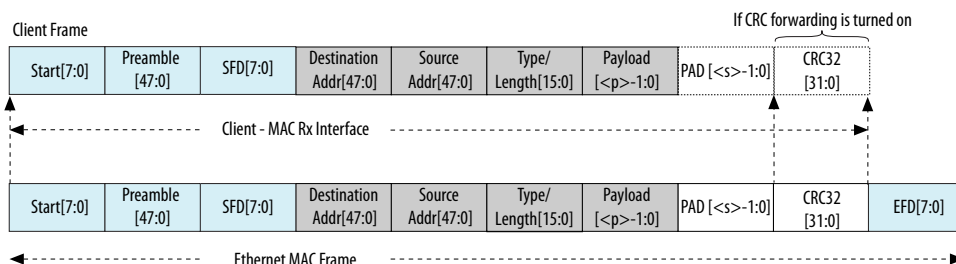 If CRC forwarding is turned on
Client Frame
Start[7:0]
Preamble
[47:0]
SFD[7:0]
Destination
Addr[47:0]
Source
Addr[47:0]
Type/
Length[15:0]
Payload
[<p>-1:0]
PAD [<s>-1:0]
CRC32
[31:0]
Client - MAC Rx Interface
Start[7:0]
Preamble
[47:0]
SFD[7:0]
Destination
Addr[47:0]
Source
Addr[47:0]
Type/
Length[15:0]
Payload
[<p>-1:0]
PAD [<s>-1:0]
CRC32
[31:0]
EFD[7:0]
Ethernet MAC Frame